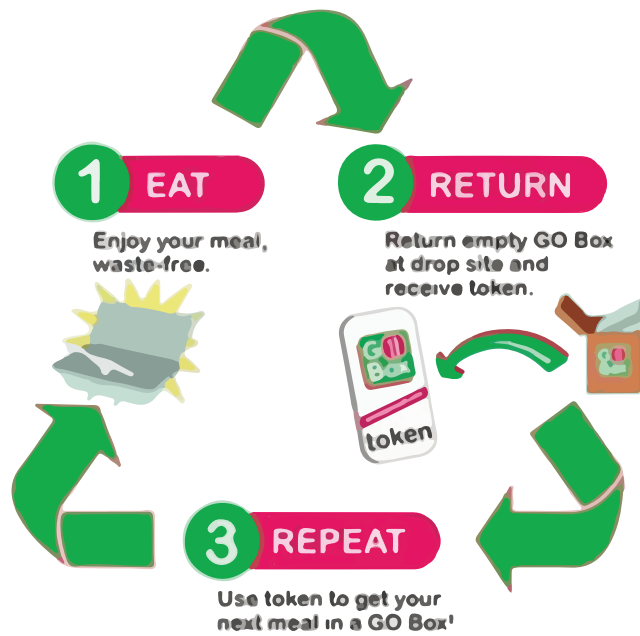 1 EAT
Enjoy your meal,
waste-free.
2 RETURN
Return empty GO Box
at drop site and
receive token.
GO
Box
token
3 REPEAT
Use token to get your
next meal in a GO Box!